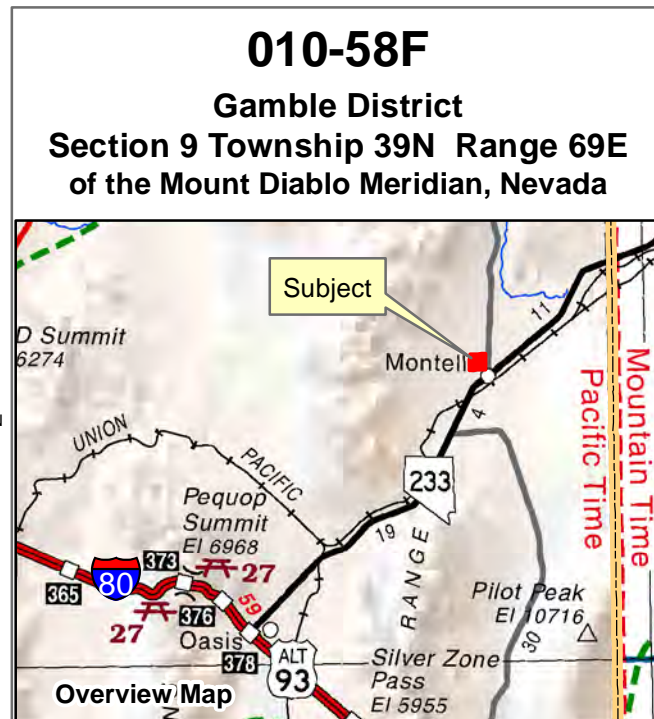 010-58F
Gamble District
Section 9 Township 39N Range 69E
of the Mount Diablo Meridian, Nevada
Subject
11
D Summit
6274
Montell
Mountain Time
Pacific Time
4
UNION
PACIFIC
233
19
RANGE
Pequop
Summit
El 6968
373
27
80
365
376
59
27
Oasis
378
ALT
93
Pilot Peak
El 10716
30
Silver Zone
Pass
El 5955
Overview Map